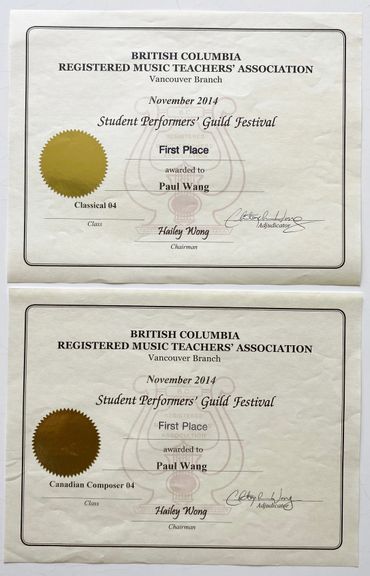 BRITISH COLUMBIA
REGISTERED MUSIC TEACHERS' ASSOCIATION
Vancouver Branch
November 2014
Student Performers' Guild Festival
First Place
awarded to
Paul Wang
Classical 04
Class
Hailey Wong
Chairman
Adjudicator
BRITISH COLUMBIA
REGISTERED MUSIC TEACHERS' ASSOCIATION
Vancouver Branch
November 2014
Student Performers' Guild Festival
First Place
awarded to
Paul Wang
Canadian Composer 04
Class
Hailey Wong
Chairman
Adjudicator